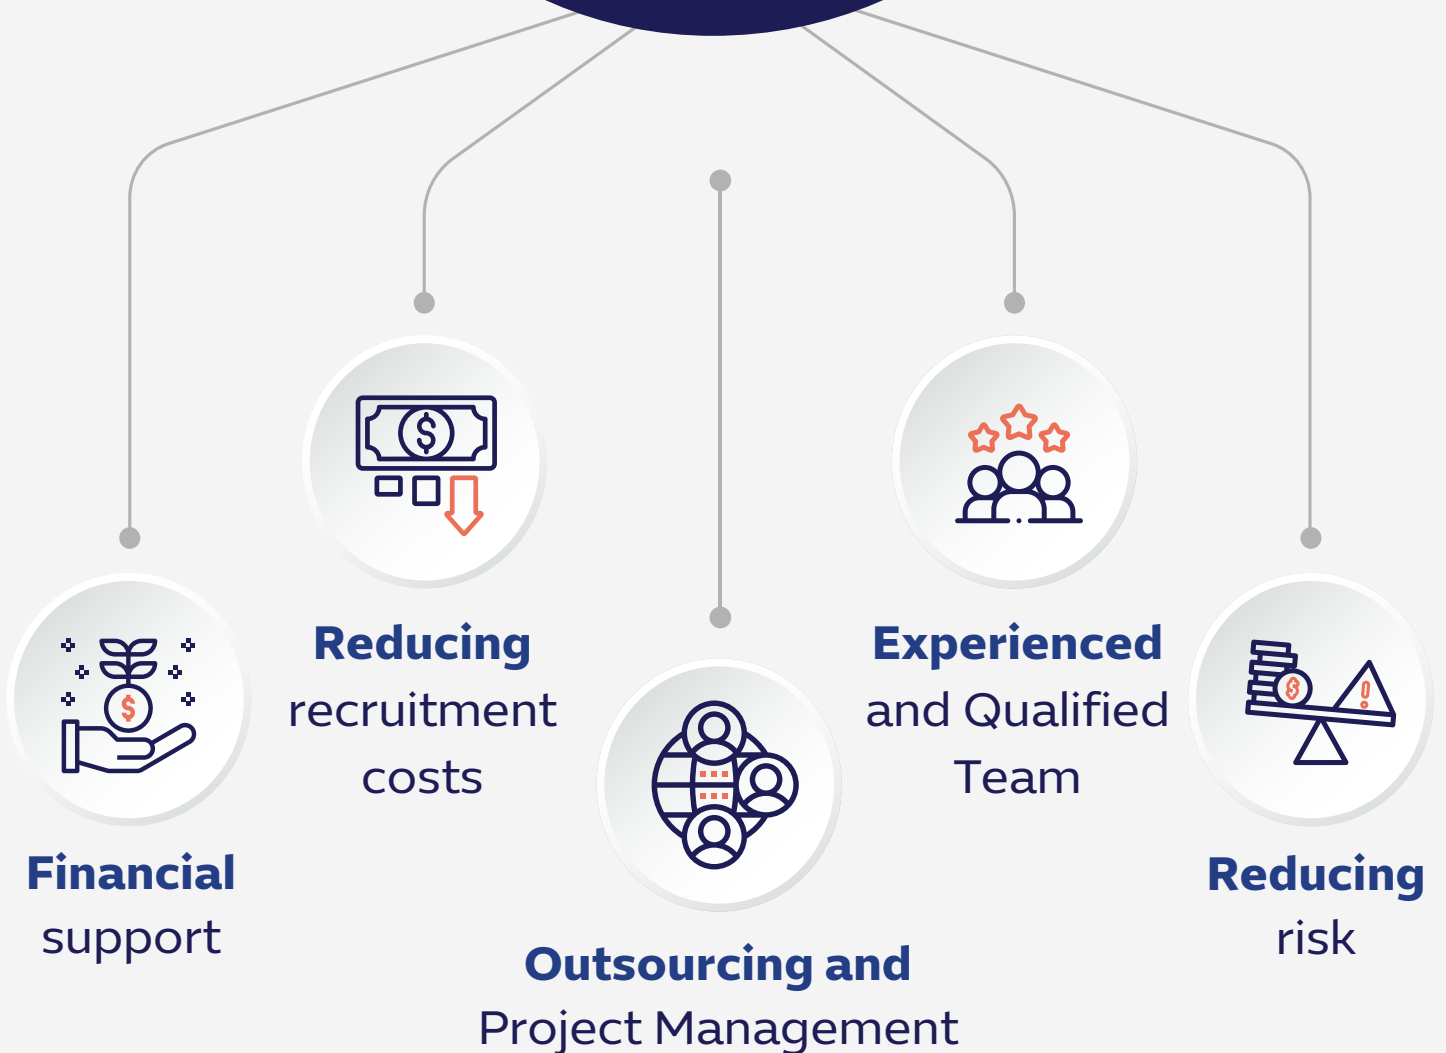 Financial
support
Reducing
recruitment
costs
Outsourcing and
Project Management
Experienced
and Qualified
Team
Reducing
risk